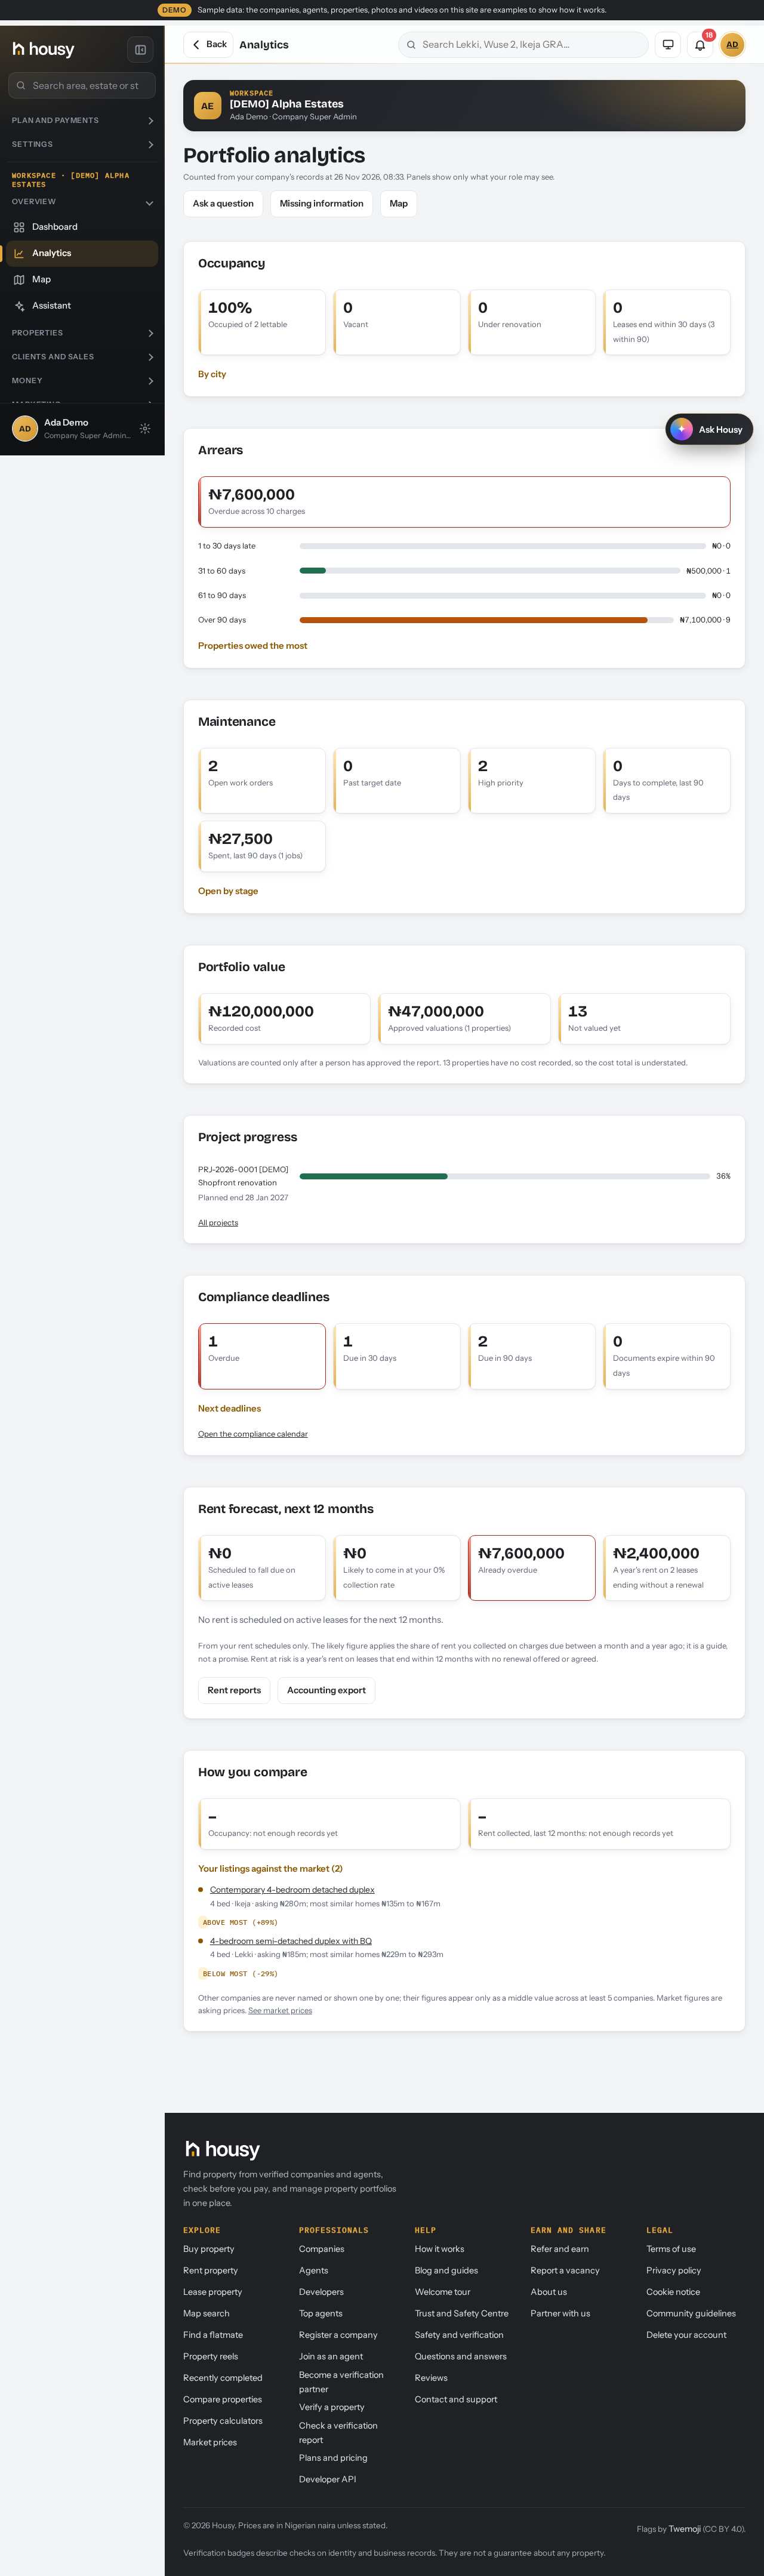 DEMO Sample data: the companies, agents, properties, photos and videos on this site are examples to show how it works.
housy
Search area, estate or st
PLAN AND PAYMENTS
SETTINGS
WORKSPACE · [DEMO] ALPHA
ESTATES
OVERVIEW
Dashboard
Analytics
Map
Assistant
PROPERTIES
CLIENTS AND SALES
MONEY
AD
Ada Demo
Company Super Admin...
Back
Analytics
Search Lekki, Wuse 2, Ikeja GRA...
18
AD
AE
WORKSPACE
[DEMO] Alpha Estates
Ada Demo · Company Super Admin
Portfolio analytics
Counted from your company's records at 26 Nov 2026, 08:33. Panels show only what your role may see.
Ask a question
Missing information
Map
Occupancy
100%
Occupied of 2 lettable
0
Vacant
0
Under renovation
0
Leases end within 30 days (3
within 90)
By city
Ask Housy
Arrears
₦7,600,000
Overdue across 10 charges
1 to 30 days late
₦0 · 0
31 to 60 days
₦500,000 · 1
61 to 90 days
₦0 · 0
Over 90 days
₦7,100,000 · 9
Properties owed the most
Maintenance
2
Open work orders
0
Past target date
2
High priority
0
Days to complete, last 90
days
₦27,500
Spent, last 90 days (1 jobs)
Open by stage
Portfolio value
₦120,000,000
Recorded cost
₦47,000,000
Approved valuations (1 properties)
13
Not valued yet
Valuations are counted only after a person has approved the report. 13 properties have no cost recorded, so the cost total is understated.
Project progress
PRJ-2026-0001 [DEMO]
Shopfront renovation
Planned end 28 Jan 2027
36%
All projects
Compliance deadlines
1
Overdue
1
Due in 30 days
2
Due in 90 days
0
Documents expire within 90
days
Next deadlines
Open the compliance calendar
Rent forecast, next 12 months
₦0
Scheduled to fall due on
active leases
₦0
Likely to come in at your 0%
collection rate
₦7,600,000
Already overdue
₦2,400,000
A year's rent on 2 leases
ending without a renewal
No rent is scheduled on active leases for the next 12 months.
From your rent schedules only. The likely figure applies the share of rent you collected on charges due between a month and a year ago; it is a guide,
not a promise. Rent at risk is a year's rent on leases that end within 12 months with no renewal offered or agreed.
Rent reports
Accounting export
How you compare
–
Occupancy: not enough records yet
–
Rent collected, last 12 months: not enough records yet
Your listings against the market (2)
Contemporary 4-bedroom detached duplex
4 bed · Ikeja · asking ₦280m; most similar homes ₦135m to ₦167m
ABOVE MOST (+89%)
4-bedroom semi-detached duplex with BQ
4 bed · Lekki · asking ₦185m; most similar homes ₦229m to ₦293m
BELOW MOST (-29%)
Other companies are never named or shown one by one; their figures appear only as a middle value across at least 5 companies. Market figures are
asking prices. See market prices
housy
Find property from verified companies and agents,
check before you pay, and manage property portfolios
in one place.
EXPLORE
Buy property
Rent property
Lease property
Map search
Find a flatmate
Property reels
Recently completed
Compare properties
Property calculators
Market prices
PROFESSIONALS
Companies
Agents
Developers
Top agents
Register a company
Join as an agent
Become a verification
partner
Verify a property
Check a verification
report
Plans and pricing
Developer API
HELP
How it works
Blog and guides
Welcome tour
Trust and Safety Centre
Safety and verification
Questions and answers
Reviews
Contact and support
EARN AND SHARE
Refer and earn
Report a vacancy
About us
Partner with us
LEGAL
Terms of use
Privacy policy
Cookie notice
Community guidelines
Delete your account
© 2026 Housy. Prices are in Nigerian naira unless stated.
Flags by Twemoji (CC BY 4.0).
Verification badges describe checks on identity and business records. They are not a guarantee about any property.